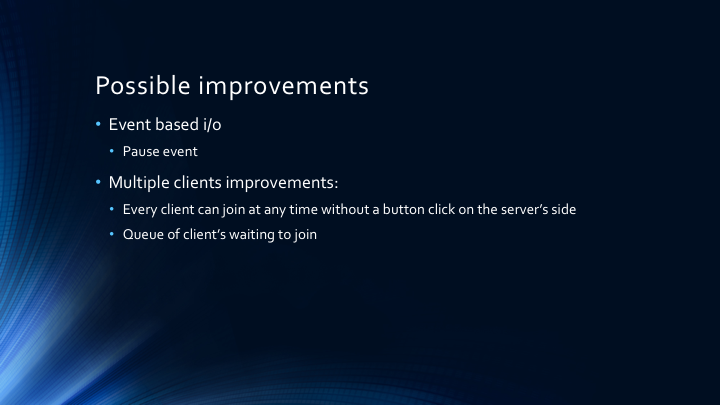 Possible improvements
• Event based i/o
• Pause event
• Multiple clients improvements:
• Every client can join at any time without a button click on the server’s side
• Queue of client’s waiting to join